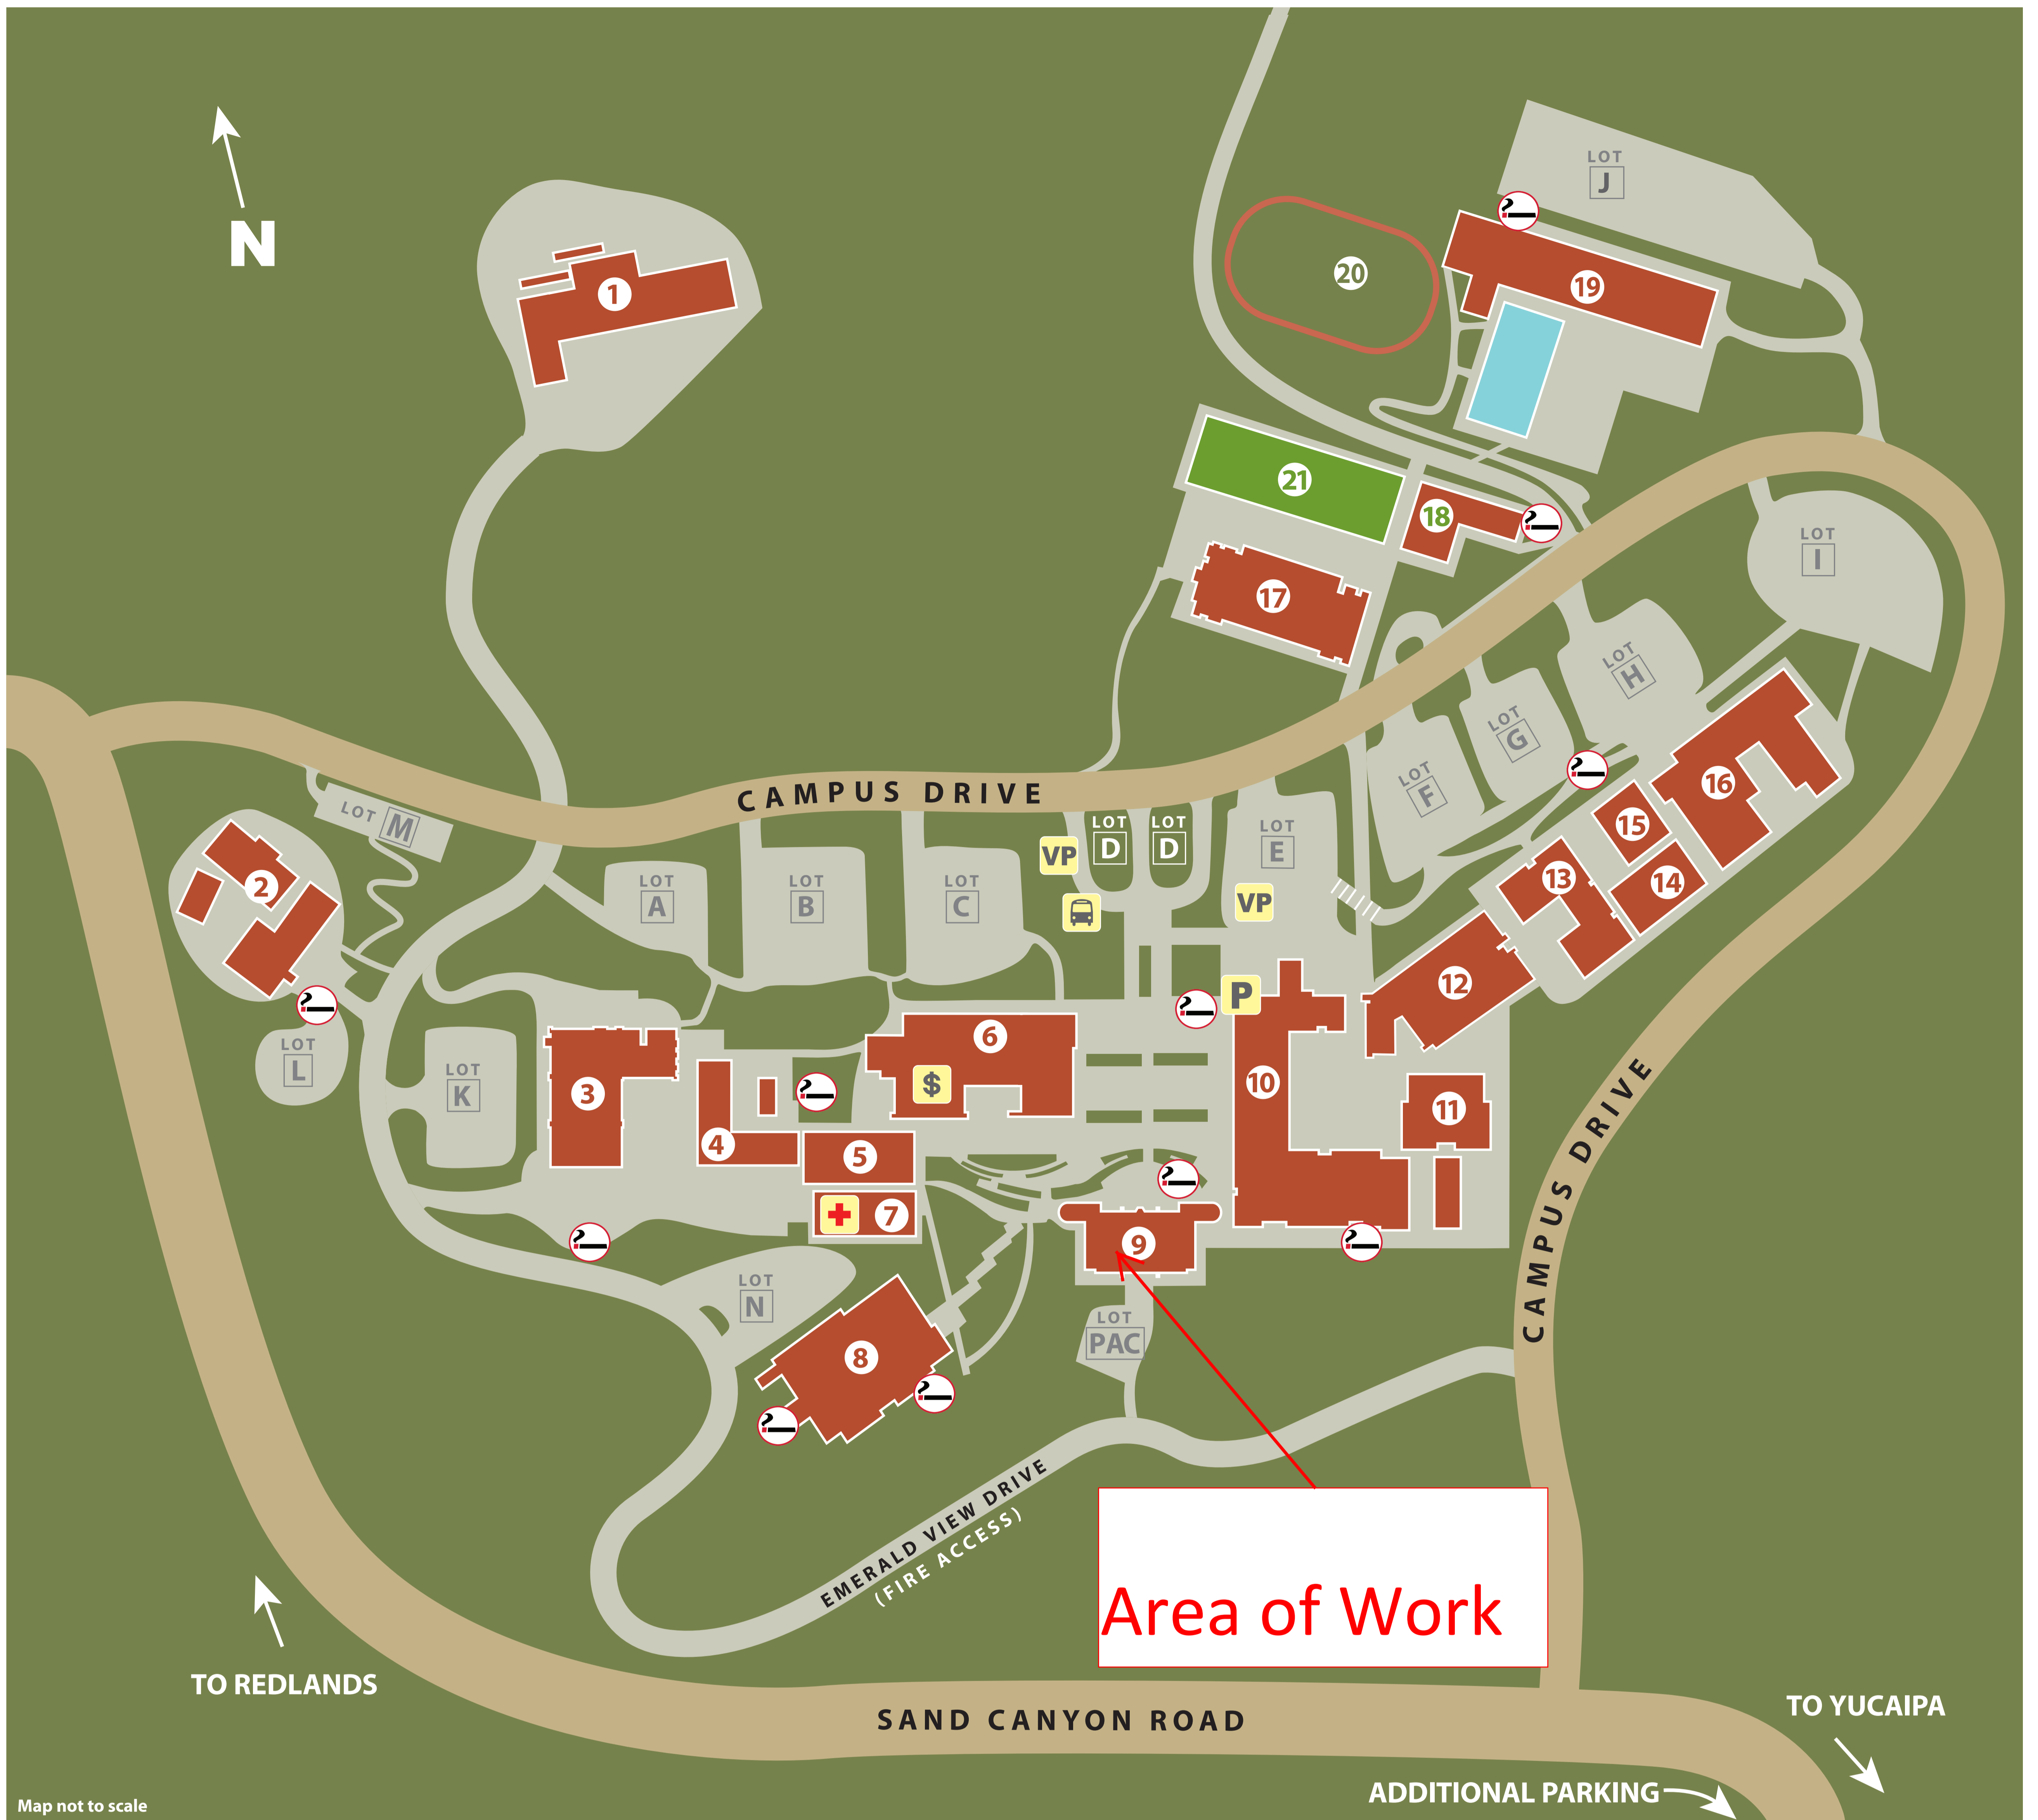 LOT
J
N
1
20
19
21
18
LOT
I
17
LOT
H
LOT
G
LOT
F
16
CAMPUS DRIVE
LOT
M
LOT
D
LOT
D
LOT
E
VP
15
2
LOT
A
LOT
B
LOT
C
VP
13
14
12
P
6
LOT
L
LOT
K
3
$
10
11
4
5
7
9
CAMPUS DRIVE
LOT
N
LOT
PAC
8
EMERALD VIEW DRIVE
(FIRE ACCESS)
Area of Work
TO REDLANDS
SAND CANYON ROAD
TO YUCAIPA
ADDITIONAL PARKING
Map not to scale